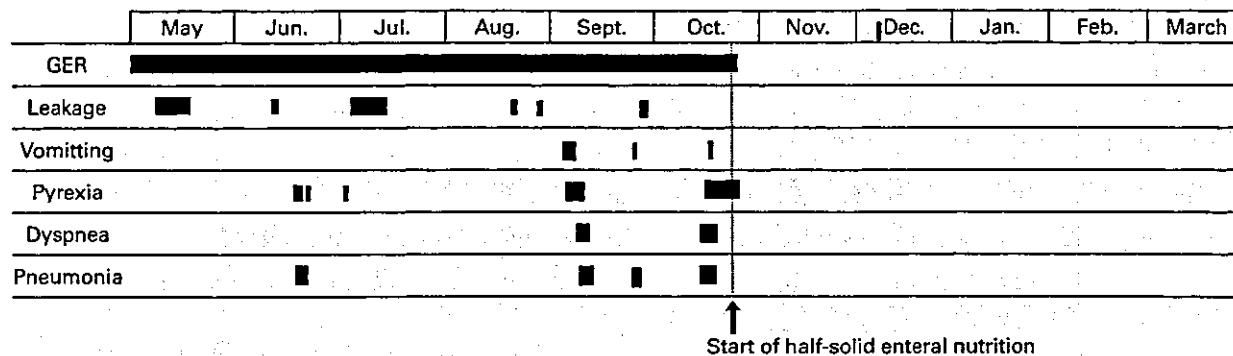 May Jun. Jul. Aug. Sept. Oct. Nov. Dec. Jan. Feb. March
GER
Leakage
Vomitting
Pyrexia
Dyspnea
Pneumonia
Start of half-solid enteral nutrition